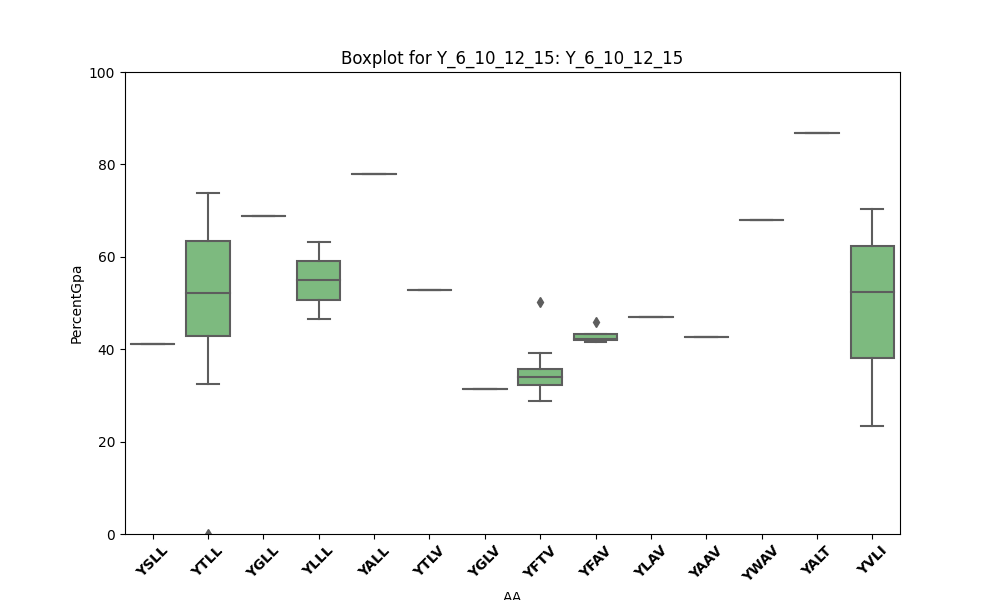 Boxplot for Y_6_10_12_15: Y_6_10_12_15
100
80
60
40
20
0
PercentGpa
YSLL
YTLL
YGLL
YLLL
YALL
YTLV
YGLV
YFTV
YFAV
YLAV
YAAV
YWAV
YALT
YVLI
AA